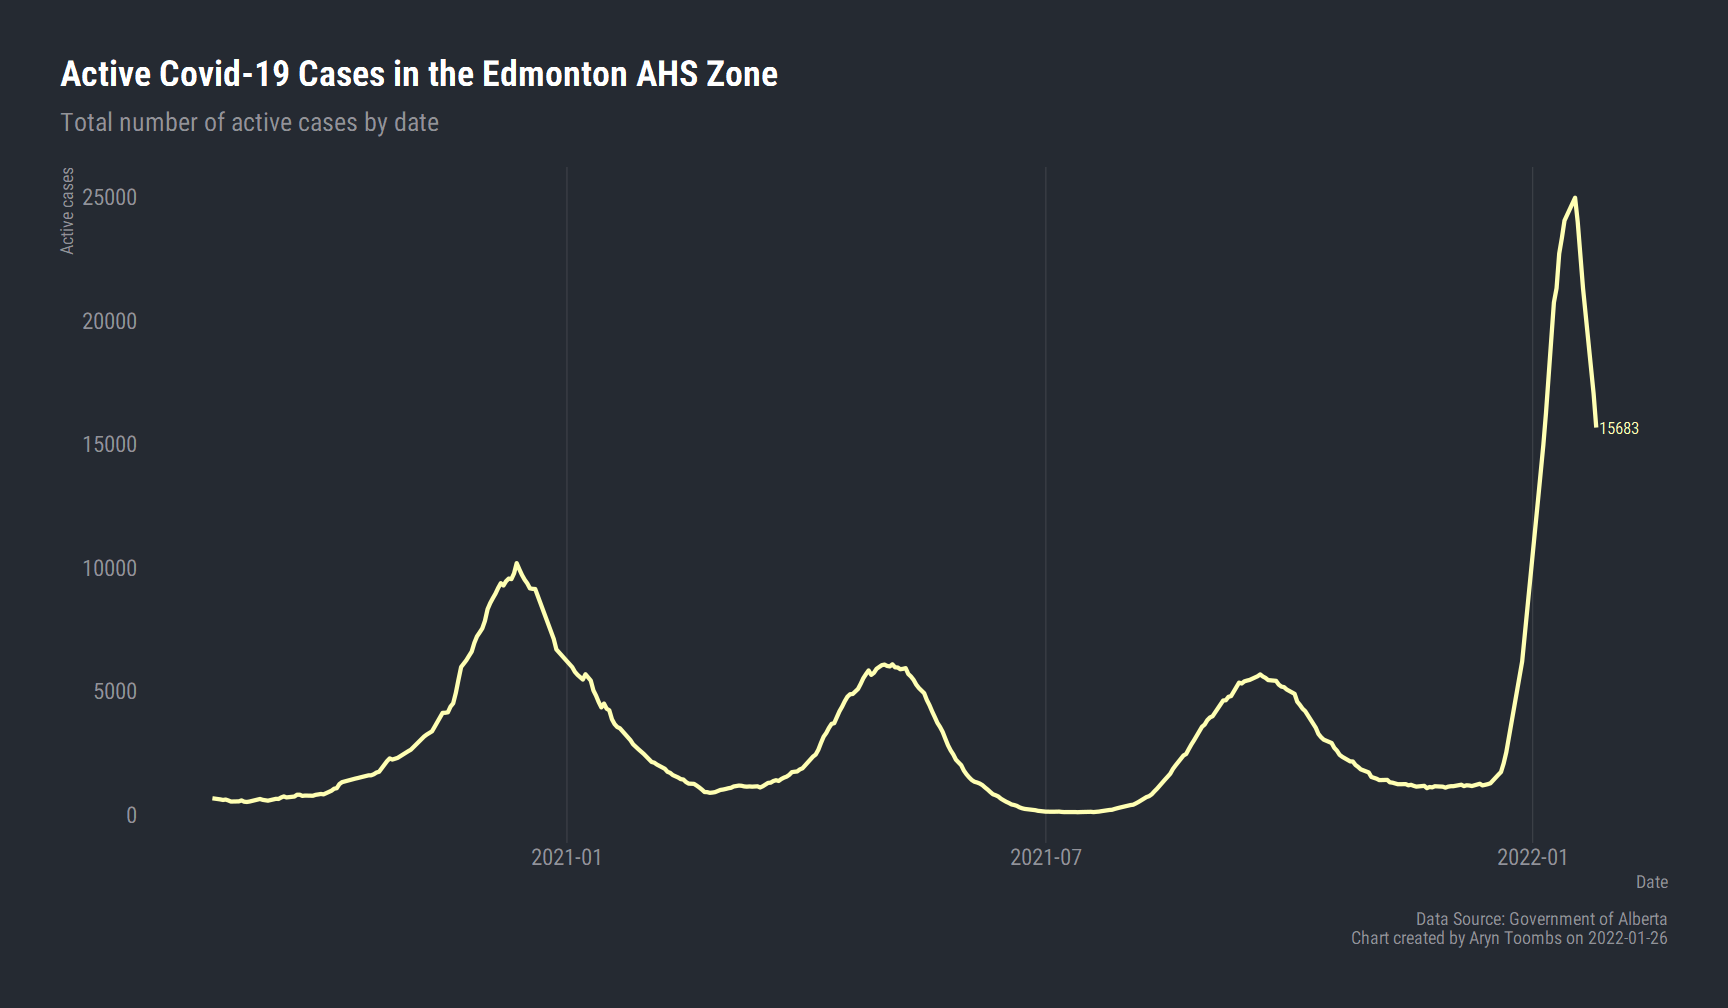 Active Covid-19 Cases in the Edmonton AHS Zone
Total number of active cases by date
Active cases
25000
20000
15000
10000
5000
0
15683
2021-01
2021-07
2022-01
Date
Data Source: Government of Alberta
Chart created by Aryn Toombs on 2022-01-26